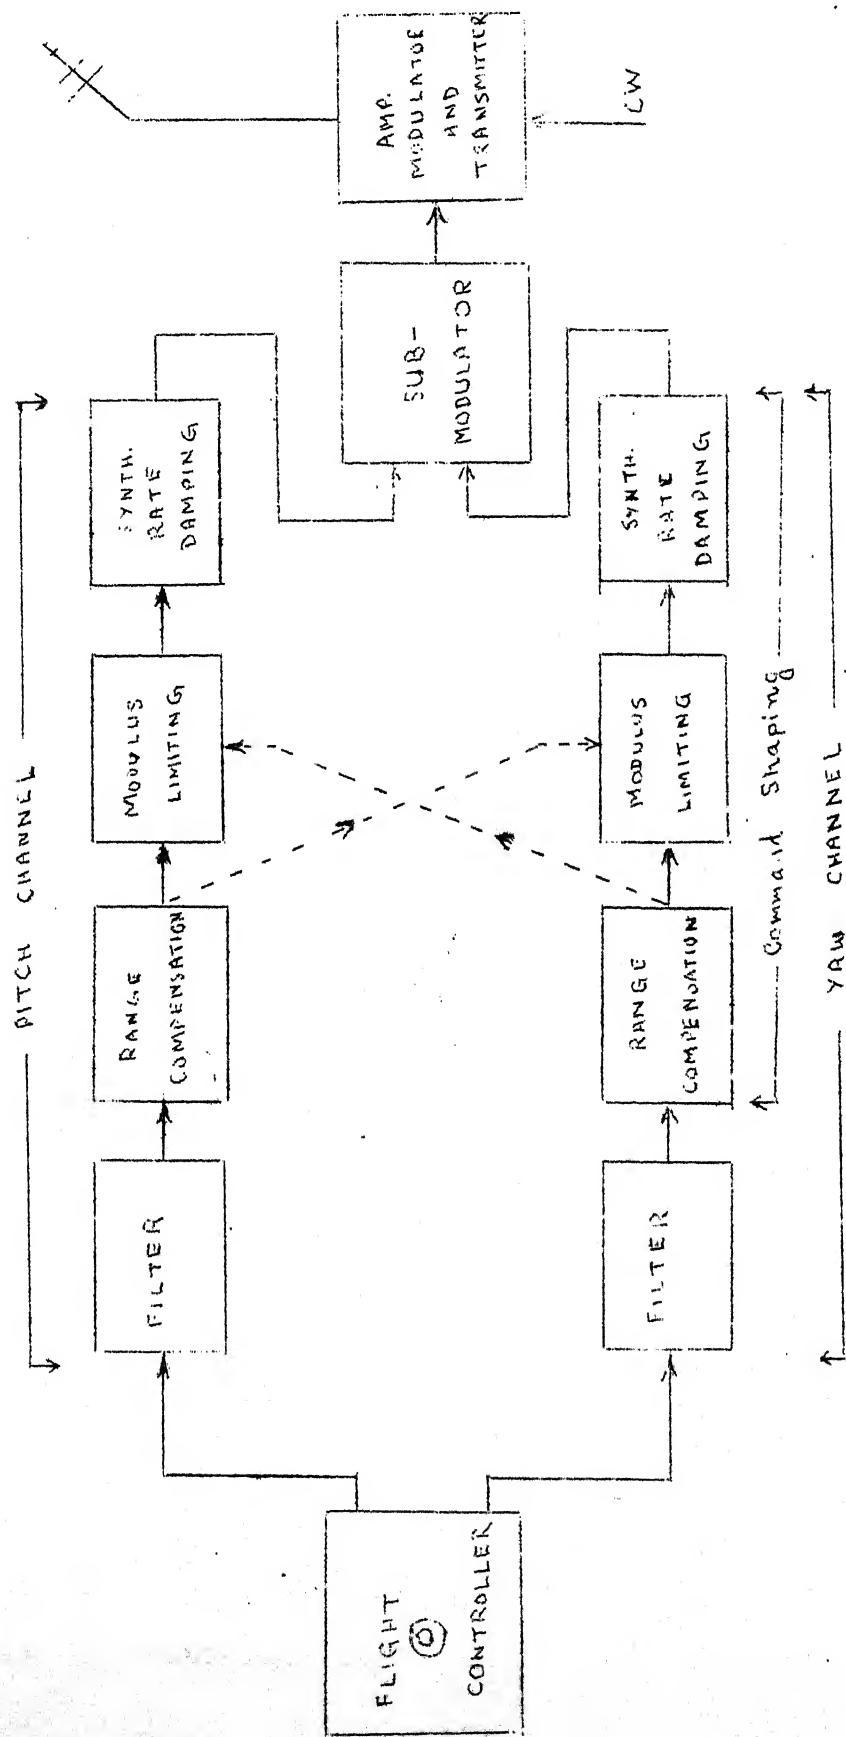 PITCH CHANNEL
FLIGHT
CONTROLLER
FILTER
RANGE
COMPENSATION
MODULUS
LIMITING
SYNTH.
RATE
DAMPING
SUB-
MODULATOR
AMP.
MODULATOR
AND
TRANSMITTER
CW
FILTER
RANGE
COMPENSATION
MODULUS
LIMITING
SYNTH.
RATE
DAMPING
Command Shaping
YAW CHANNEL